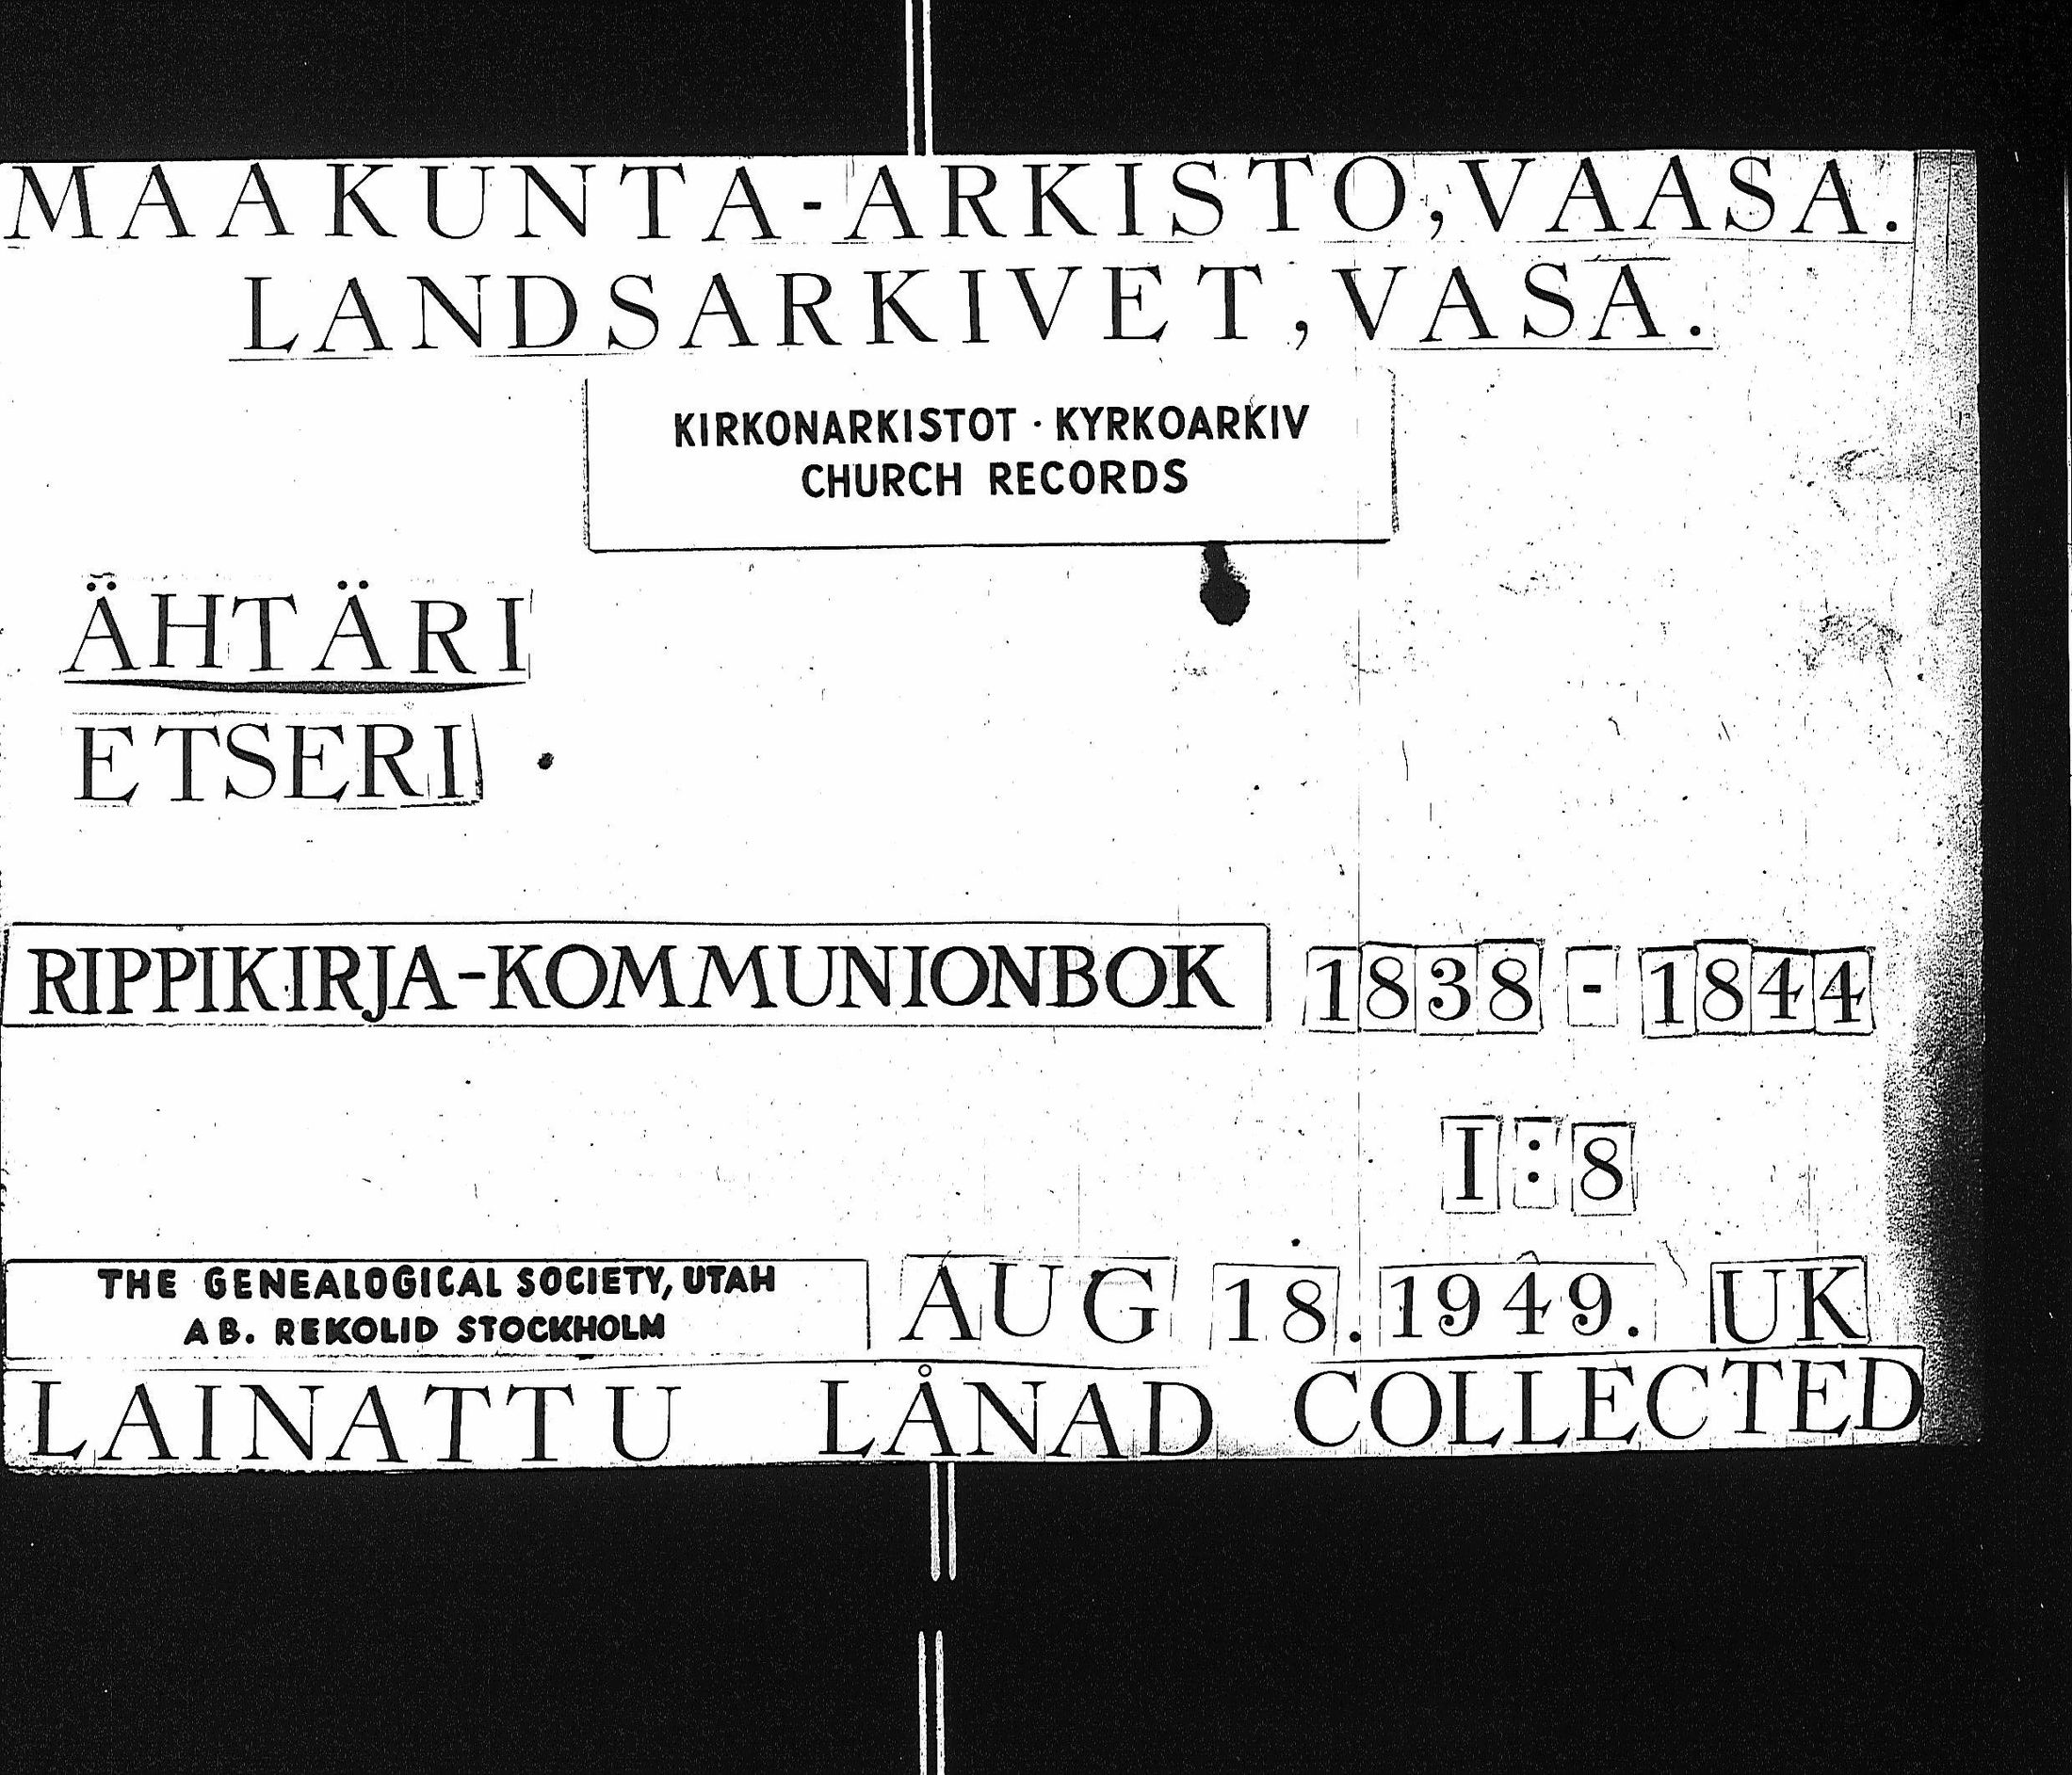 MAAKUNTA-ARKISTO, VAASA.
LANDSARKIVET, VASA.
KIRKONARKISTOT · KYRKOARKIV
CHURCH RECORDS
ÄHTÄRI
ETSERI
RIPPIKIRJA-KOMMUNIONBOK 1838 - 1844
I:8
THE GENEALOGICAL SOCIETY, UTAH
AB. REKOLID STOCKHOLM
AUG 18. 1949. UK
LAINATTU LÅNAD COLLECTED